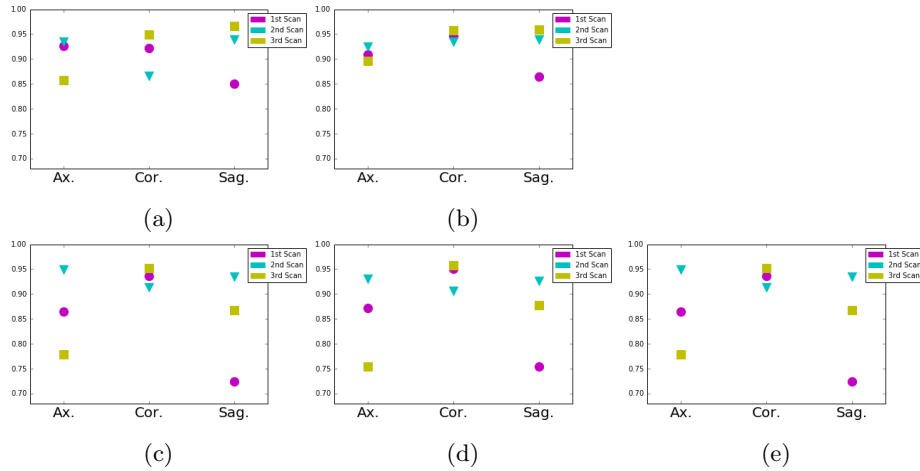 1.00
0.95
0.90
0.85
0.80
0.75
0.70
Ax. Cor. Sag.
1st Scan
2nd Scan
3rd Scan
(a)
1.00
0.95
0.90
0.85
0.80
0.75
0.70
Ax. Cor. Sag.
1st Scan
2nd Scan
3rd Scan
(b)
1.00
0.95
0.90
0.85
0.80
0.75
0.70
Ax. Cor. Sag.
1st Scan
2nd Scan
3rd Scan
(c)
1.00
0.95
0.90
0.85
0.80
0.75
0.70
Ax. Cor. Sag.
1st Scan
2nd Scan
3rd Scan
(d)
1.00
0.95
0.90
0.85
0.80
0.75
0.70
Ax. Cor. Sag.
1st Scan
2nd Scan
3rd Scan
(e)